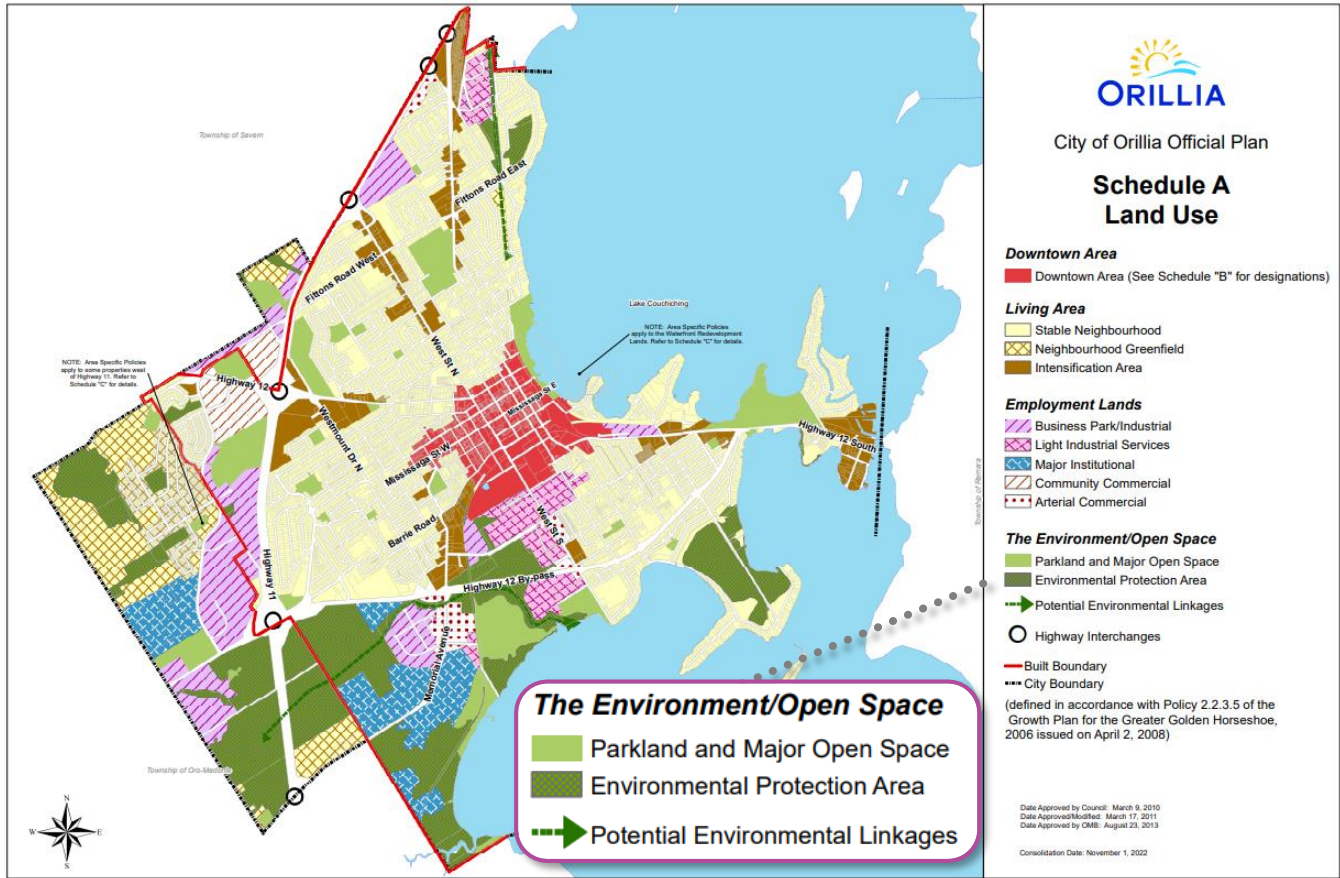 Township of Severn
Fittons Road East
Fittons Road West
Lake Couchiching
NOTE: Area Specific Policies
apply to the Waterfront Redevelopment
Lands. Refer to Schedule "C" for details.
West St N
NOTE: Area Specific Policies
apply to some properties west
of Highway 11. Refer to
Schedule "C" for details.
Highway 12
Mississaga St E
Westmount Dr N
Highway 12 South
Mississaga St W
Township of Ramara
Barrie Road
West St S
Highway 11
Highway 12 By-pass
Memorial Avenue
Township of Oro-Medonte
N
W
E
S
The Environment/Open Space
Parkland and Major Open Space
Environmental Protection Area
Potential Environmental Linkages
ORILLIA
City of Orillia Official Plan
Schedule A
Land Use
Downtown Area
Downtown Area (See Schedule "B" for designations)
Living Area
Stable Neighbourhood
Neighbourhood Greenfield
Intensification Area
Employment Lands
Business Park/Industrial
Light Industrial Services
Major Institutional
Community Commercial
Arterial Commercial
The Environment/Open Space
Parkland and Major Open Space
Environmental Protection Area
Potential Environmental Linkages
Highway Interchanges
Built Boundary
City Boundary
(defined in accordance with Policy 2.2.3.5 of the
Growth Plan for the Greater Golden Horseshoe,
2006 issued on April 2, 2008)
Date Approved by Council: March 9, 2010
Date Approved/Modified: March 17, 2011
Date Approved by OMB: August 23, 2013
Consolidation Date: November 1, 2022